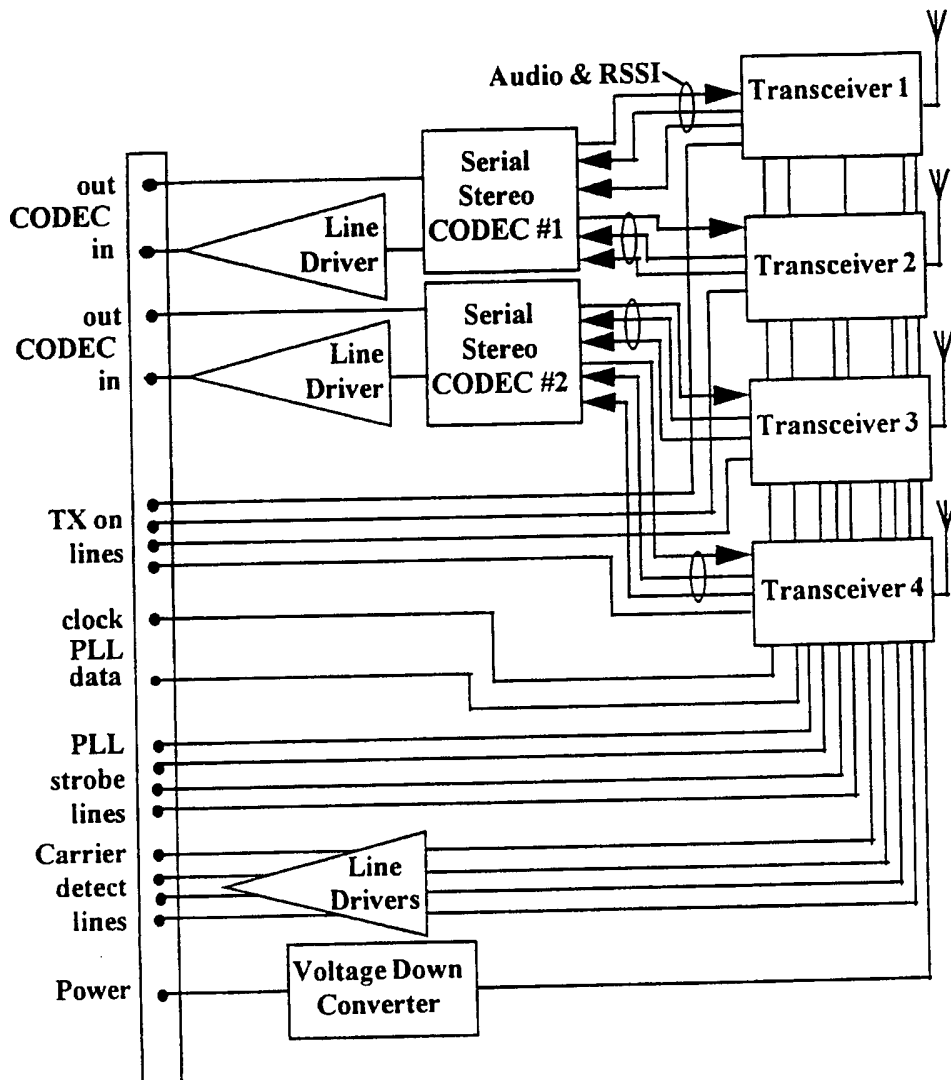 Audio & RSSI
Transceiver 1
out
CODEC
in
Line
Driver
Serial
Stereo
CODEC #1
Transceiver 2
out
CODEC
in
Line
Driver
Serial
Stereo
CODEC #2
Transceiver 3
TX on
lines
Transceiver 4
clock
PLL
data
PLL
strobe
lines
Carrier
detect
lines
Line
Drivers
Power
Voltage Down
Converter